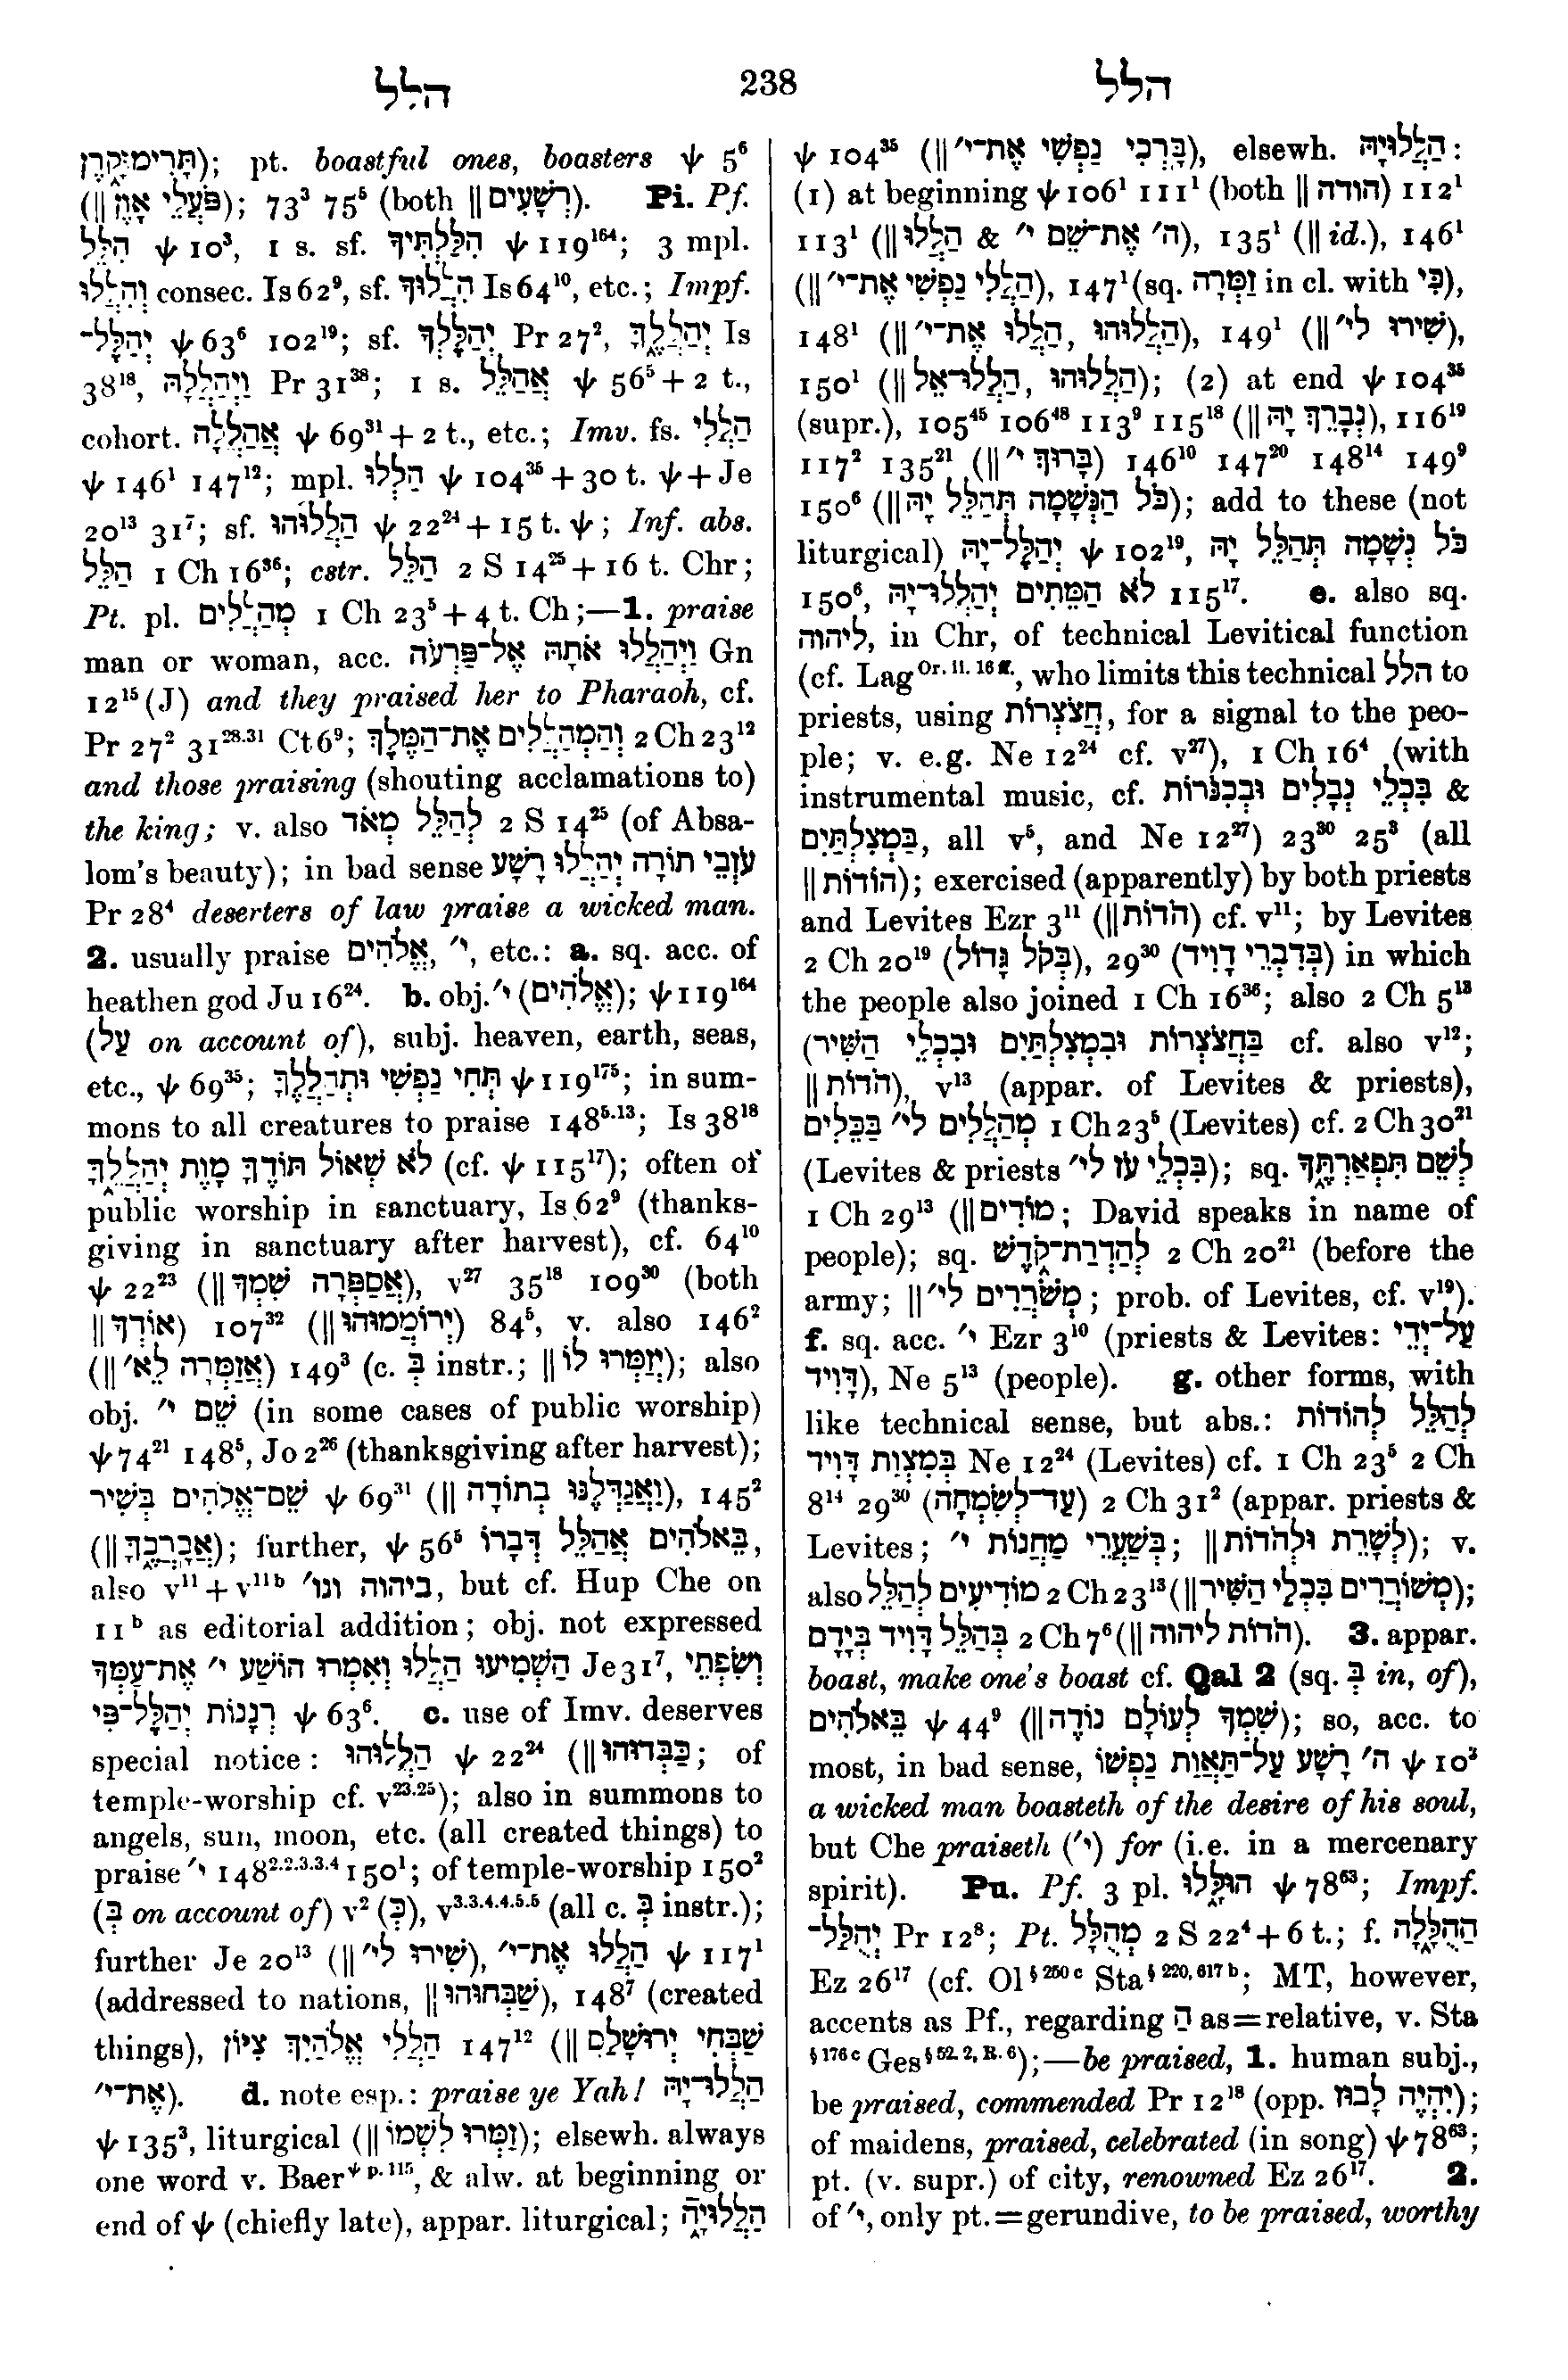 הלל 238 הלל
תָּרִימוּ קָרֶן); pt. boastful ones, boasters ψ 5⁶
(‖ פֹּעֲלֵי אָוֶן); 73³ 75⁵ (both ‖ רְשָׁעִים). Pi. Pf.
הִלֵּל ψ 10³, 1 s. sf. הִלַּלְתִּיךָ ψ 119¹⁶⁴; 3 mpl.
וְהִלְלוּ consec. Is 62⁹, sf. הִלֲלוּךָ Is 64¹⁰, etc.; Impf.
יְהַלֶּל־ ψ 63⁶ 102¹⁹; sf. יְהַלֶּלְךָ Pr 27², יְהַלְלֶךָּ Is
38¹⁸, וַיְהַלְלָהּ Pr 31³⁸; 1 s. אֲהַלֵּל ψ 56⁵ + 2 t.,
cohort. אֲהַלְלָה ψ 69³¹ + 2 t., etc.; Imv. fs. הַלְלִי
ψ 146¹ 147¹²; mpl. הַלְלוּ ψ 104³⁵ + 30 t. ψ + Je
20¹³ 31⁷; sf. הַלְלוּהוּ ψ 22²⁴ + 15 t. ψ; Inf. abs.
הַלֵּל 1 Ch 16³⁶; cstr. הַלֵּל 2 S 14²⁵ + 16 t. Chr;
Pt. pl. מְהַלֲלִים 1 Ch 23⁵ + 4 t. Ch;—1. praise
man or woman, acc. וַיְהַלֲלוּ אֹתָהּ אֶל־פַּרְעֹה Gn
12¹⁵ (J) and they praised her to Pharaoh, cf.
Pr 27² 31²⁸·³¹ Ct 6⁹; וְהַמְהַלֲלִים אֶת־הַמֶּלֶךְ 2 Ch 23¹²
and those praising (shouting acclamations to)
the king; v. also לְהַלֵּל מְאֹד 2 S 14²⁵ (of Absa-
lom's beauty); in bad sense עֹזְבֵי תוֹרָה יְהַלֲלוּ רָשָׁע
Pr 28⁴ deserters of law praise a wicked man.
2. usually praise אֱלֹהִים, י׳, etc.: a. sq. acc. of
heathen god Ju 16²⁴. b. obj. י׳ (אֱלֹהִים); ψ 119¹⁶⁴
(עַל on account of), subj. heaven, earth, seas,
etc., ψ 69³⁵; תְּחִי נַפְשִׁי וּתְהַלֲלֶךָּ ψ 119¹⁷⁵; in sum-
mons to all creatures to praise 148⁵·¹³; Is 38¹⁸
לֹא שְׁאוֹל תּוֹדֶךָּ מָוֶת יְהַלֲלֶךָּ (cf. ψ 115¹⁷); often of
public worship in sanctuary, Is 62⁹ (thanks-
giving in sanctuary after harvest), cf. 64¹⁰
ψ 22²³ (‖ אֲסַפְּרָה שִׁמְךָ), v²⁷ 35¹⁸ 109³⁰ (both
‖ אוֹדְךָ) 107³² (‖ יְרוֹמְמוּהוּ) 84⁵, v. also 146²
(‖ אֲזַמְּרָה לֵא׳) 149³ (c. בְּ instr.; ‖ יְזַמְּרוּ לוֹ); also
obj. שֵׁם י׳ (in some cases of public worship)
ψ 74²¹ 148⁵, Jo 2²⁶ (thanksgiving after harvest);
שֵׁם־אֱלֹהִים בְּשִׁיר ψ 69³¹ (‖ וַאֲגַדְּלֶנּוּ בְתוֹדָה), 145²
(‖ אֲבָרֲכֶךָּ); further, ψ 56⁵ בֵּאלֹהִים אֲהַלֵּל דְּבָרוֹ,
also v¹¹ + v¹¹ᵇ ביהוה וגו׳, but cf. Hup Che on
11ᵇ as editorial addition; obj. not expressed
הַשְׁמִיעוּ הַלֲלוּ וְאִמְרוּ הוֹשַׁע י׳ אֶת־עַמְּךָ Je 31⁷, וְשִׂפְתֵי
רְנָנוֹת יְהַלֶּל־פִּי ψ 63⁶. c. use of Imv. deserves
special notice: הַלֲלוּהוּ ψ 22²⁴ (‖ כַּבְּדוּהוּ; of
temple-worship cf. v²³·²⁵); also in summons to
angels, sun, moon, etc. (all created things) to
praise י׳ 148²·²·³·³·⁴ 150¹; of temple-worship 150²
(בְּ on account of) v² (כְּ), v³·³·⁴·⁴·⁵·⁵ (all c. בְּ instr.);
further Je 20¹³ (‖ שִׁירוּ לי׳), הַלֲלוּ אֶת־י׳ ψ 117¹
(addressed to nations, ‖ שַׁבְּחוּהוּ), 148⁷ (created
things), הַלֲלִי אֱלֹהַיִךְ צִיּוֹן 147¹² (‖ שַׁבְּחִי יְרוּשָׁלִַם
אֶת־י׳). d. note esp.: praise ye Yah! הַלֲלוּ־יָהּ
ψ 135³, liturgical (‖ זַמְּרוּ לִשְׁמוֹ); elsewh. always
one word v. Baer ψ p. 115, & alw. at beginning or
end of ψ (chiefly late), appar. liturgical; הַלֲלוּיָהּ
ψ 104³⁵ (‖ בָּרְכִי נַפְשִׁי אֶת־י׳), elsewh. הַלֲלוּיָהּ:
(1) at beginning ψ 106¹ 111¹ (both ‖ הודה) 112¹
113¹ (‖ הַלֲלוּ & ה׳ אֶת־שֵׁם י׳), 135¹ (‖ id.), 146¹
(‖ הַלֲלִי נַפְשִׁי אֶת־י׳), 147¹ (sq. זַמְּרָה in cl. with כִּי),
148¹ (‖ הַלֲלוּהוּ, הַלֲלוּ אֶת־י׳), 149¹ (‖ שִׁירוּ לי׳),
150¹ (‖ הַלֲלוּהוּ, הַלֲלוּ־אֵל); (2) at end ψ 104³⁵
(supr.), 105⁴⁵ 106⁴⁸ 113⁹ 115¹⁸ (‖ נְבָרֵךְ יָהּ), 116¹⁹
117² 135²¹ (‖ בָּרוּךְ י׳) 146¹⁰ 147²⁰ 148¹⁴ 149⁹
150⁶ (‖ כֹּל הַנְּשָׁמָה תְּהַלֵּל יָהּ); add to these (not
liturgical) יְהַלֶּל־יָהּ ψ 102¹⁹, כֹּל נְשָׁמָה תְּהַלֵּל יָהּ
150⁶, לֹא הַמֵּתִים יְהַלְלוּ־יָהּ 115¹⁷. e. also sq.
ליהוה, in Chr, of technical Levitical function
(cf. Lag Or. ii. 16 ff., who limits this technical הלל to
priests, using חֲצֹצְרוֹת, for a signal to the peo-
ple; v. e.g. Ne 12²⁴ cf. v²⁷), 1 Ch 16⁴ (with
instrumental music, cf. בִּכְלֵי נְבָלִים וּבְכִנֹּרוֹת &
בִּמְצִלְתַּיִם, all v⁵, and Ne 12²⁷) 23³⁰ 25³ (all
‖ הוֹדוֹת); exercised (apparently) by both priests
and Levites Ezr 3¹¹ (‖ הֹדוֹת) cf. v¹¹; by Levites
2 Ch 20¹⁹ (בְּקֹל גָּדוֹל), 29³⁰ (בְּדִבְרֵי דָוִיד) in which
the people also joined 1 Ch 16³⁶; also 2 Ch 5¹³
(בַּחֲצֹצְרוֹת וּבִמְצִלְתַּיִם וּבִכְלֵי הַשִּׁיר cf. also v¹²;
‖ הֹדוֹת), v¹³ (appar. of Levites & priests),
מְהַלֲלִים לי׳ בַּכֵּלִים 1 Ch 23⁵ (Levites) cf. 2 Ch 30²¹
(Levites & priests בִּכְלֵי עֹז לי׳); sq. לְשֵׁם תִּפְאַרְתֶּךָ
1 Ch 29¹³ (‖ מוֹדִים; David speaks in name of
people); sq. לְהַדְרַת־קֹדֶשׁ 2 Ch 20²¹ (before the
army; ‖ מְשֹׁרֲרִים לי׳; prob. of Levites, cf. v¹⁹).
f. sq. acc. י׳ Ezr 3¹⁰ (priests & Levites: עַל־יְדֵי
דָּוִיד), Ne 5¹³ (people). g. other forms, with
like technical sense, but abs.: לְהַלֵּל לְהוֹדוֹת
בְּמִצְוַת דָּוִיד Ne 12²⁴ (Levites) cf. 1 Ch 23⁵ 2 Ch
8¹⁴ 29³⁰ (עַד־לְשִׂמְחָה) 2 Ch 31² (appar. priests &
Levites; בְּשַׁעֲרֵי מַחֲנוֹת י׳; ‖ לְשָׁרֵת וּלְהֹדוֹת); v.
also מוֹדִיעִים לְהַלֵּל 2 Ch 23¹³ (‖ מְשׁוֹרֲרִים בִּכְלֵי הַשִּׁיר);
בְּהַלֵּל דָּוִיד בְּיָדָם 2 Ch 7⁶ (‖ הֹדוֹת ליהוה). 3. appar.
boast, make one's boast cf. Qal 2 (sq. בְּ in, of),
בֵּאלֹהִים ψ 44⁹ (‖ שִׁמְךָ לְעוֹלָם נוֹדֶה); so, acc. to
most, in bad sense, ה׳ רָשָׁע עַל־תַּאֲוַת נַפְשׁוֹ ψ 10³
a wicked man boasteth of the desire of his soul,
but Che praiseth (י׳) for (i.e. in a mercenary
spirit). Pu. Pf. 3 pl. הוּלָּלוּ ψ 78⁶³; Impf.
יְהֻלַּל־ Pr 12⁸; Pt. מְהֻלָּל 2 S 22⁴ + 6 t.; f. הַהֻלָּלָה
Ez 26¹⁷ (cf. Ol § 250 c Sta § 220, 617 b; MT, however,
accents as Pf., regarding הַ as = relative, v. Sta
§ 176 c Ges § 52. 2, R. 6);—be praised, 1. human subj.,
be praised, commended Pr 12¹⁸ (opp. יִהְיֶה לָבוּז);
of maidens, praised, celebrated (in song) ψ 78⁶³;
pt. (v. supr.) of city, renowned Ez 26¹⁷. 2.
of י׳, only pt. = gerundive, to be praised, worthy